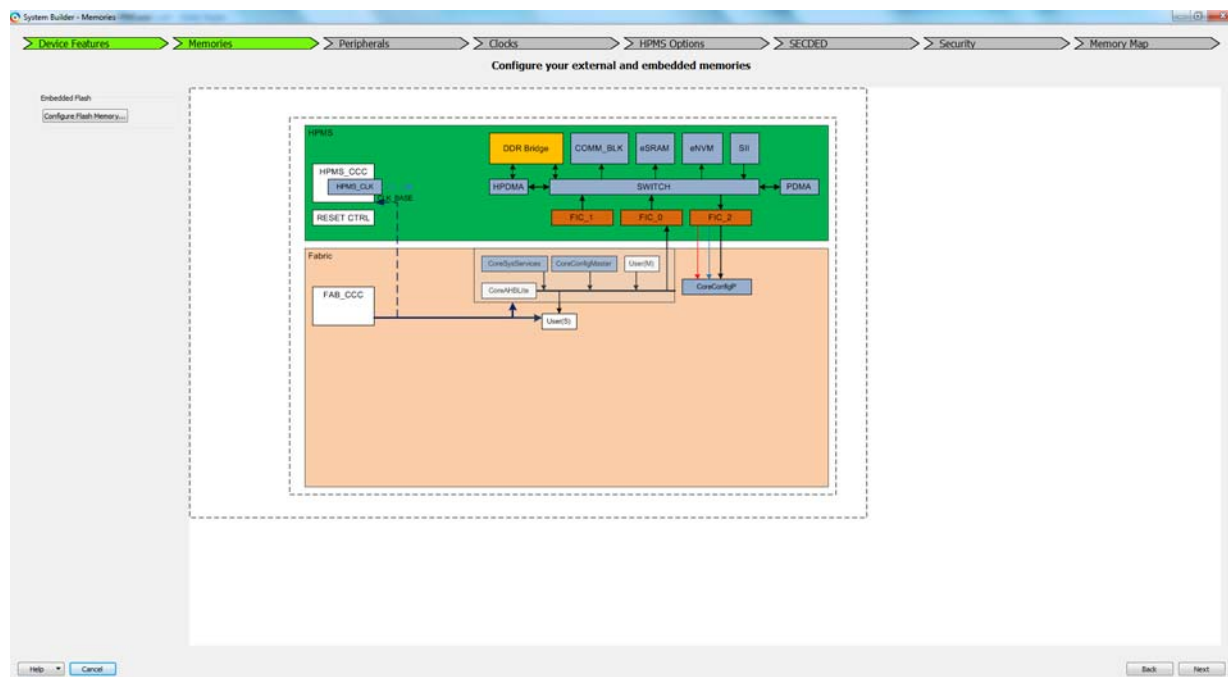 System Builder - Memories
Device Features
Memories
Peripherals
Clocks
HPMS Options
SECDED
Security
Memory Map
Configure your external and embedded memories
Embedded Flash
Configure Flash Memory...
HPMS
DDR Bridge
COMM_BLK
eSRAM
eNVM
SII
HPMS_CCC
HPMS_CLK
CLK_BASE
HPDMA
SWITCH
PDMA
RESET CTRL
FIC_1
FIC_0
FIC_2
Fabric
CoreSysServices
CoreConfigMaster
User(M)
CoreAHBLite
CoreConfigP
FAB_CCC
User(S)
Help
Cancel
Back
Next